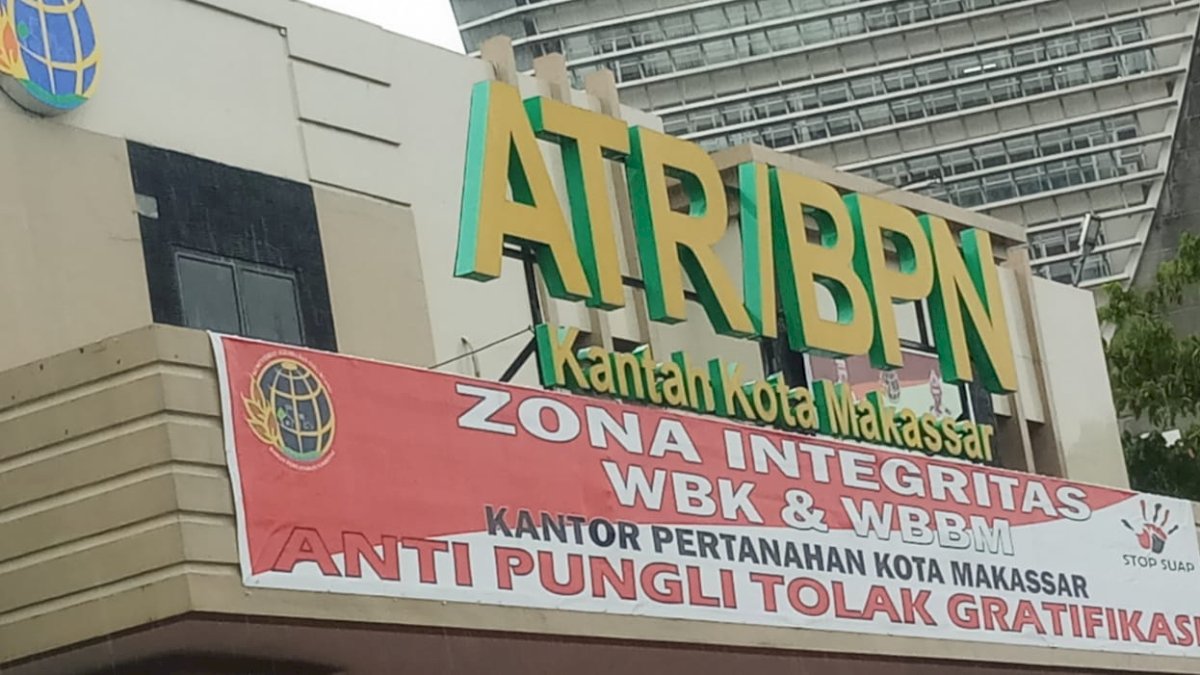 ATR/BPN
Kantah Kota Makassar
ZONA INTEGRITAS
WBK & WBBM
KANTOR PERTANAHAN KOTA MAKASSAR
ANTI PUNGLI TOLAK GRATIFIKASI
STOP SUAP